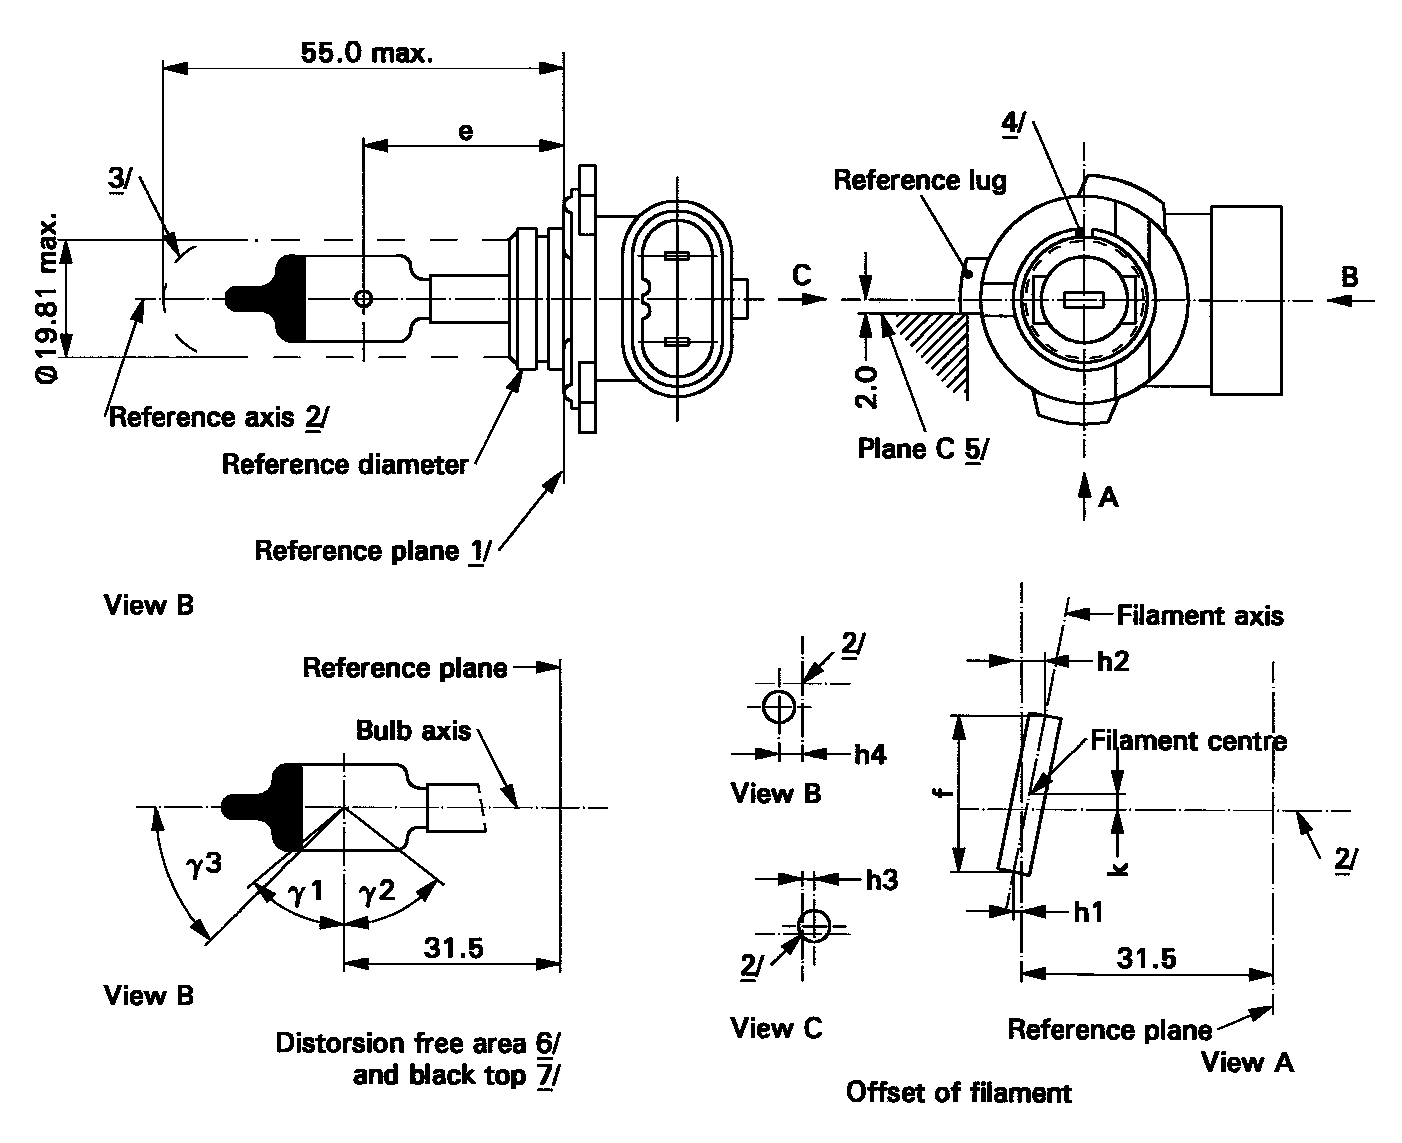 55.0 max.
e
3/
4/
Reference lug
Ø19.81 max.
C
B
2.0
Reference axis 2/
Reference diameter
Plane C 5/
A
Reference plane 1/
View B
Filament axis
2/
h2
Reference plane
Bulb axis
Filament centre
h4
View B
f
k
2/
γ3
γ1
γ2
h3
h1
31.5
2/
31.5
View B
View C
Reference plane
View A
Distorsion free area 6/
and black top 7/
Offset of filament